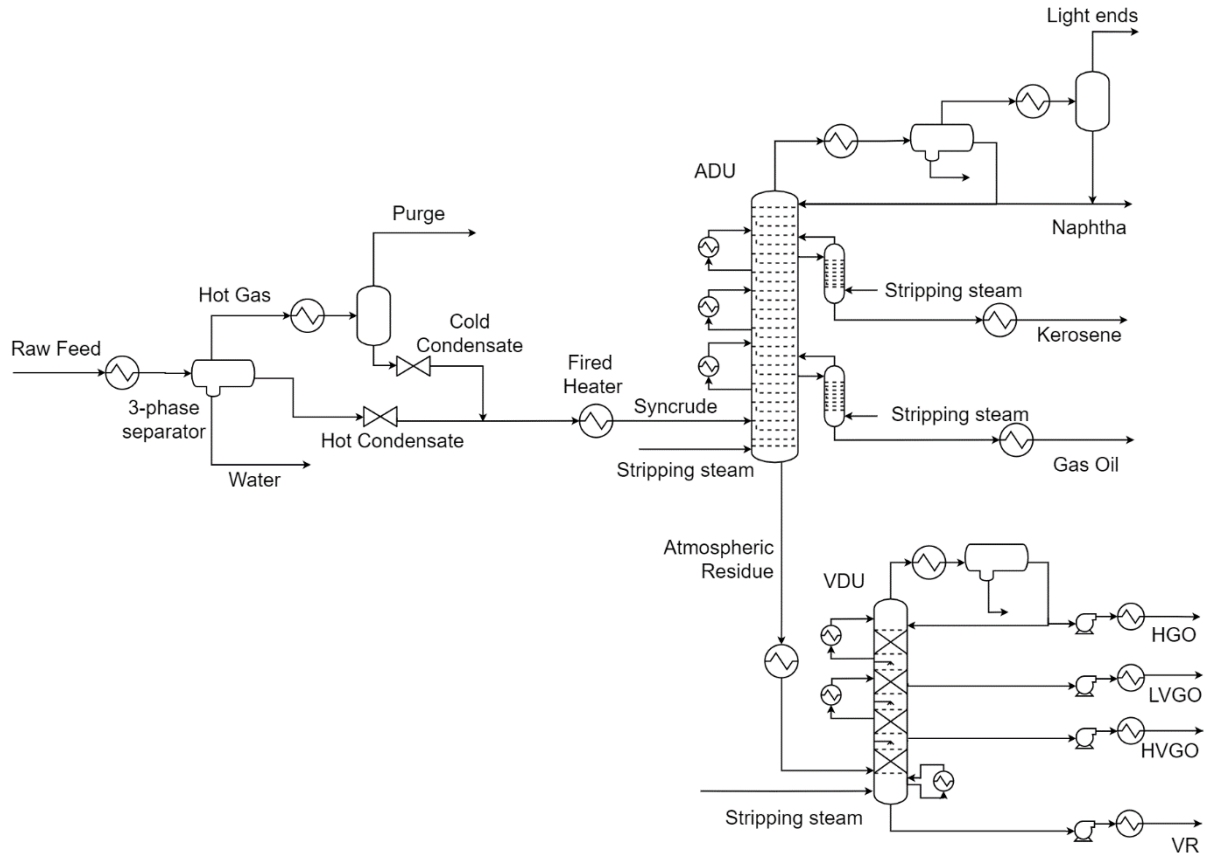 Light ends
ADU
Naphtha
Purge
Hot Gas
Stripping steam
Cold
Condensate
Kerosene
Raw Feed
Fired
Heater
3-phase
separator
Syncrude
Stripping steam
Hot Condensate
Gas Oil
Water
Stripping steam
Atmospheric
Residue
VDU
HGO
LVGO
HVGO
Stripping steam
VR